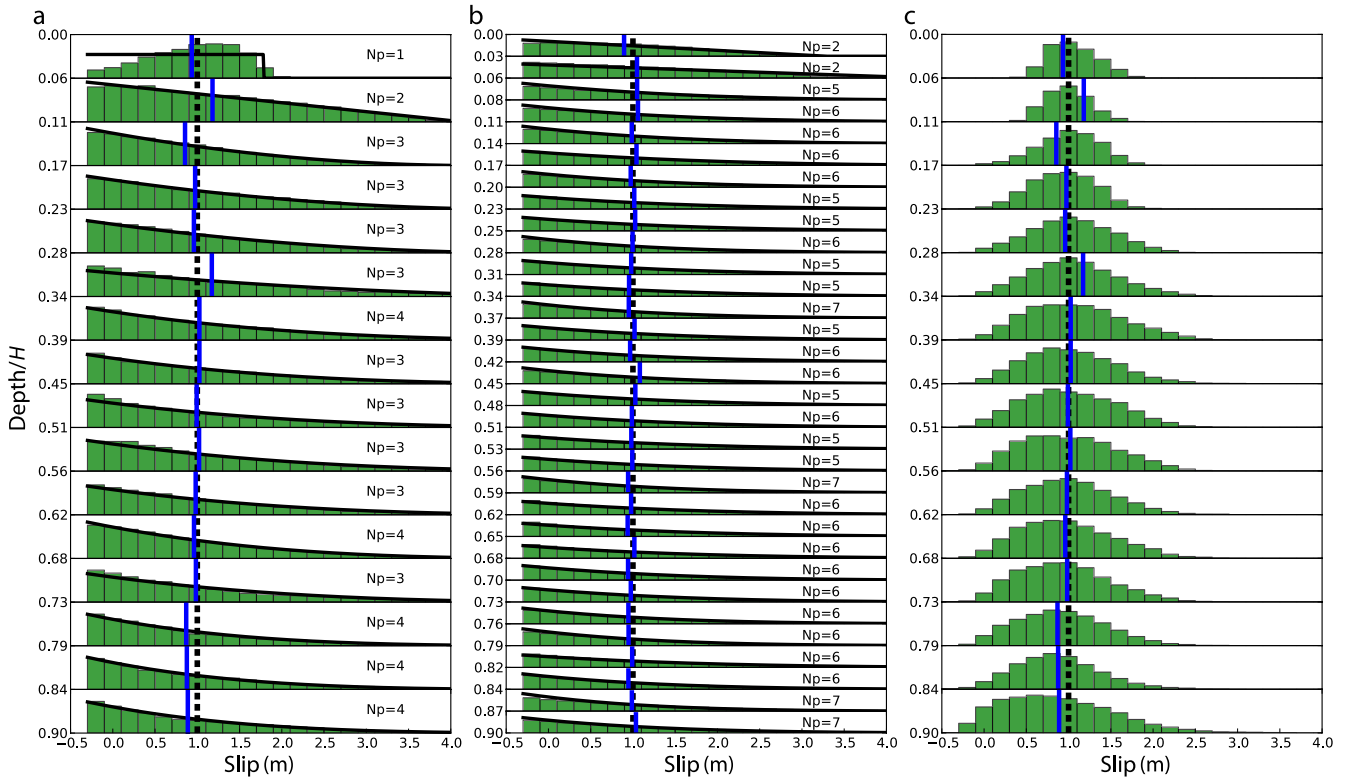 a
Depth/H
0.00
Np=1
0.06
Np=2
0.11
Np=3
0.17
Np=3
0.23
Np=3
0.28
Np=3
0.34
Np=4
0.39
Np=3
0.45
Np=3
0.51
Np=3
0.56
Np=3
0.62
Np=4
0.68
Np=3
0.73
Np=4
0.79
Np=4
0.84
Np=4
0.90
−0.5 0.0 0.5 1.0 1.5 2.0 2.5 3.0 3.5 4.0
Slip (m)
b
0.00
Np=2
0.03
Np=2
0.06
Np=5
0.08
Np=6
0.11
Np=6
0.14
Np=6
0.17
Np=6
0.20
Np=5
0.23
Np=5
0.25
Np=6
0.28
Np=5
0.31
Np=5
0.34
Np=7
0.37
Np=5
0.39
Np=6
0.42
Np=6
0.45
Np=5
0.48
Np=6
0.51
Np=5
0.53
Np=5
0.56
Np=7
0.59
Np=6
0.62
Np=6
0.65
Np=6
0.68
Np=6
0.70
Np=6
0.73
Np=6
0.76
Np=6
0.79
Np=6
0.82
Np=6
0.84
Np=7
0.87
Np=7
0.90
−0.5 0.0 0.5 1.0 1.5 2.0 2.5 3.0 3.5 4.0
Slip (m)
c
0.00
0.06
0.11
0.17
0.23
0.28
0.34
0.39
0.45
0.51
0.56
0.62
0.68
0.73
0.79
0.84
0.90
−0.5 0.0 0.5 1.0 1.5 2.0 2.5 3.0 3.5 4.0
Slip (m)